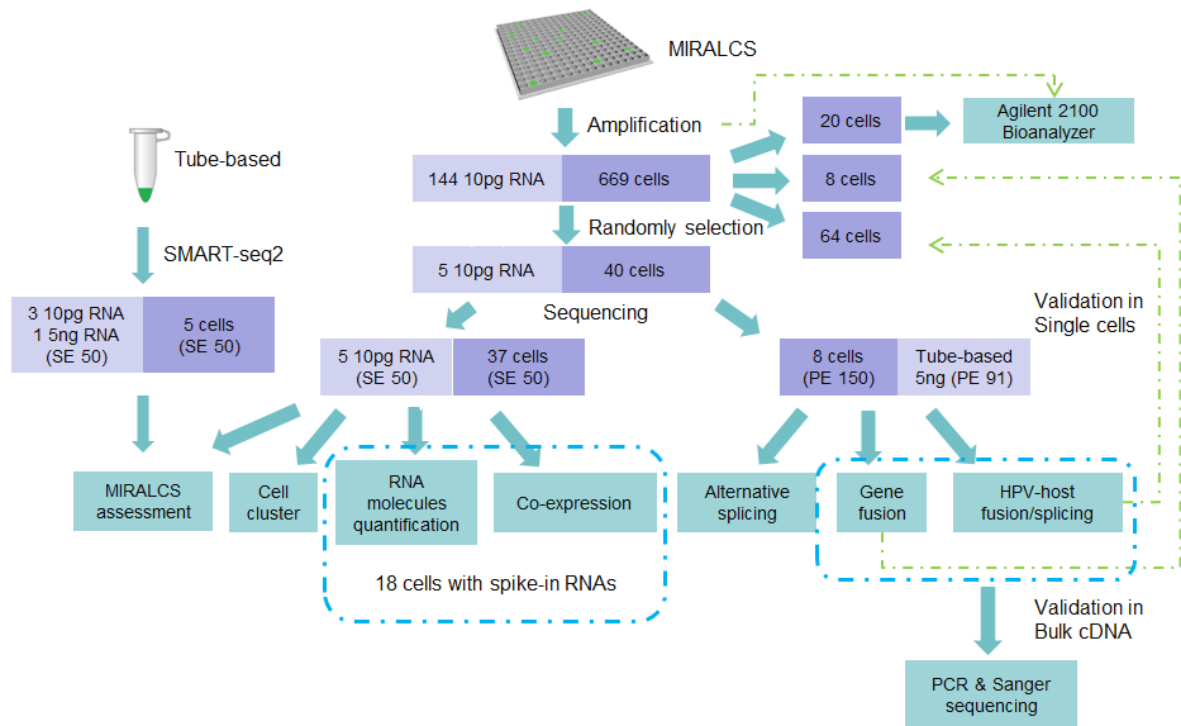 MIRALCS
Amplification
20 cells
Agilent 2100
Bioanalyzer
Tube-based
144 10pg RNA
669 cells
8 cells
Randomly selection
64 cells
SMART-seq2
5 10pg RNA
40 cells
3 10pg RNA
1 5ng RNA
(SE 50)
5 cells
(SE 50)
Sequencing
Validation in
Single cells
5 10pg RNA
(SE 50)
37 cells
(SE 50)
8 cells
(PE 150)
Tube-based
5ng (PE 91)
MIRALCS
assessment
Cell
cluster
RNA
molecules
quantification
Co-expression
Alternative
splicing
Gene
fusion
HPV-host
fusion/splicing
18 cells with spike-in RNAs
Validation in
Bulk cDNA
PCR & Sanger
sequencing